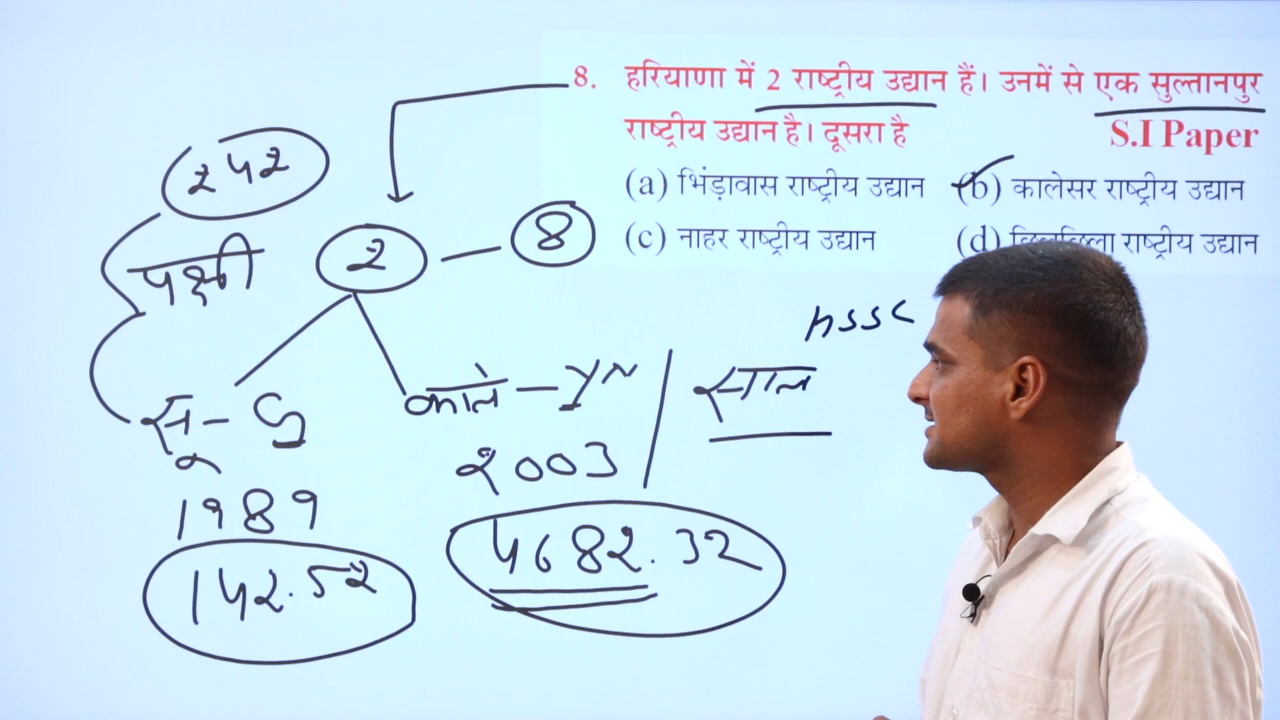 8. हरियाणा में 2 राष्ट्रीय उद्यान हैं। उनमें से एक सुल्तानपुर
राष्ट्रीय उद्यान है। दूसरा है S.I Paper
(a) भिंड़ावास राष्ट्रीय उद्यान (b) कालेसर राष्ट्रीय उद्यान
(c) नाहर राष्ट्रीय उद्यान (d) राष्ट्रीय उद्यान
पक्षी
2 – 8
HSSC
सू – G
काले – YN / साल
1989
2003
142.52
4682.32